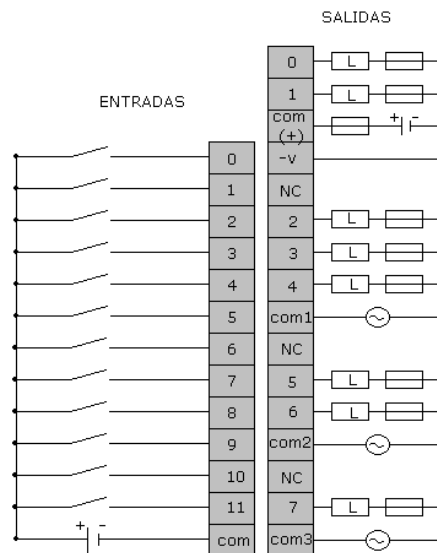 SALIDAS
0 L
1 L
com (+) + -
-v
NC
2 L
3 L
4 L
com1
NC
5 L
6 L
com2
NC
7 L
com3
ENTRADAS
0
1
2
3
4
5
6
7
8
9
10
11
+ - com